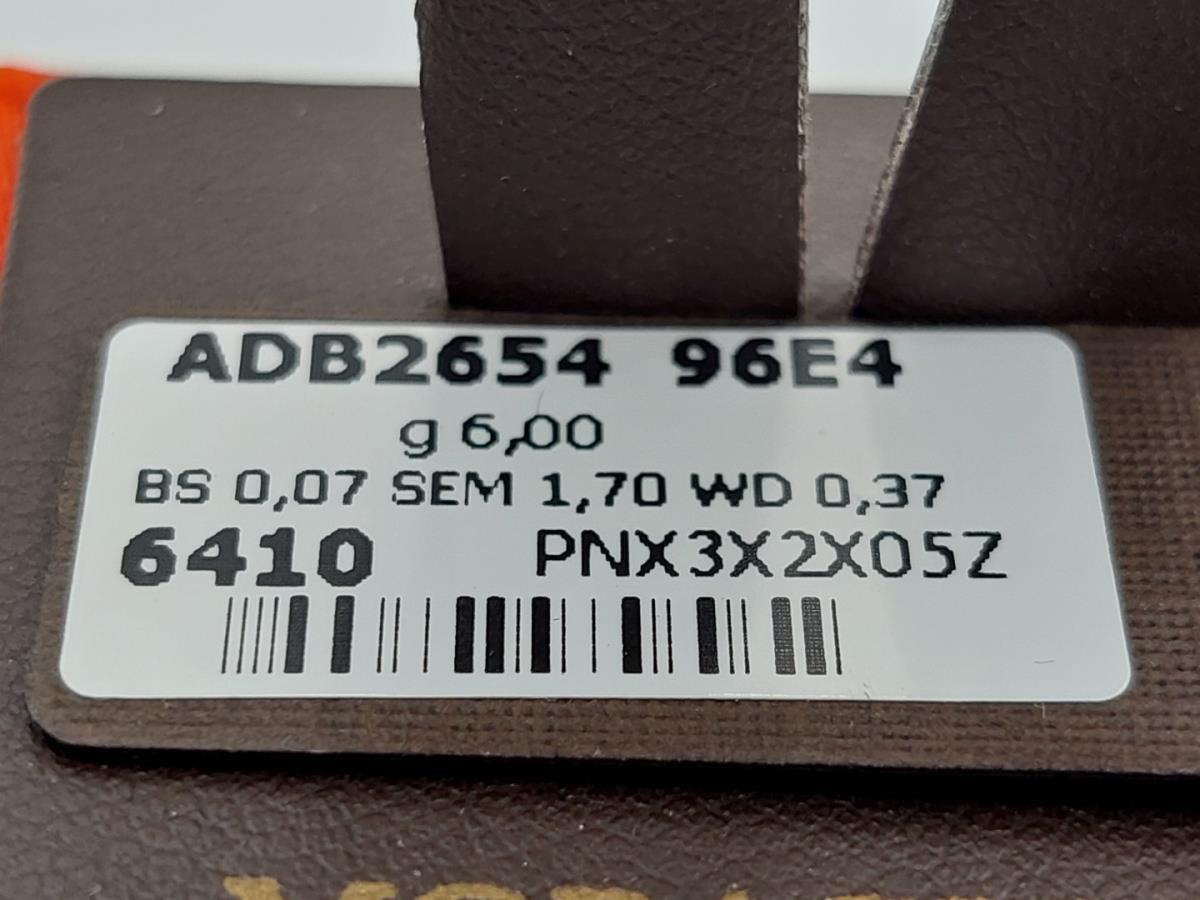 ADB2654 96E4
g 6,00
BS 0,07 SEM 1,70 WD 0,37
6410 PNX3X2X05Z